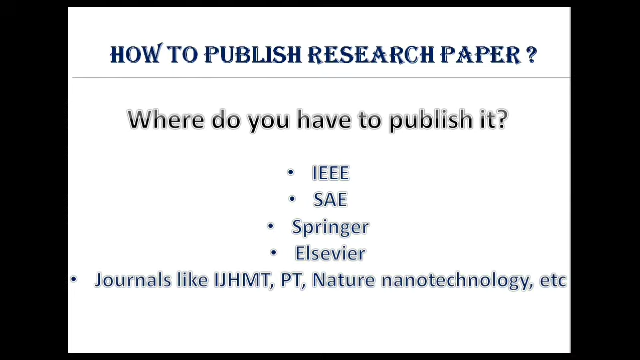 HOW TO PUBLISH RESEARCH PAPER ?
Where do you have to publish it?
• IEEE
• SAE
• Springer
• Elsevier
• Journals like IJHMT, PT, Nature nanotechnology, etc